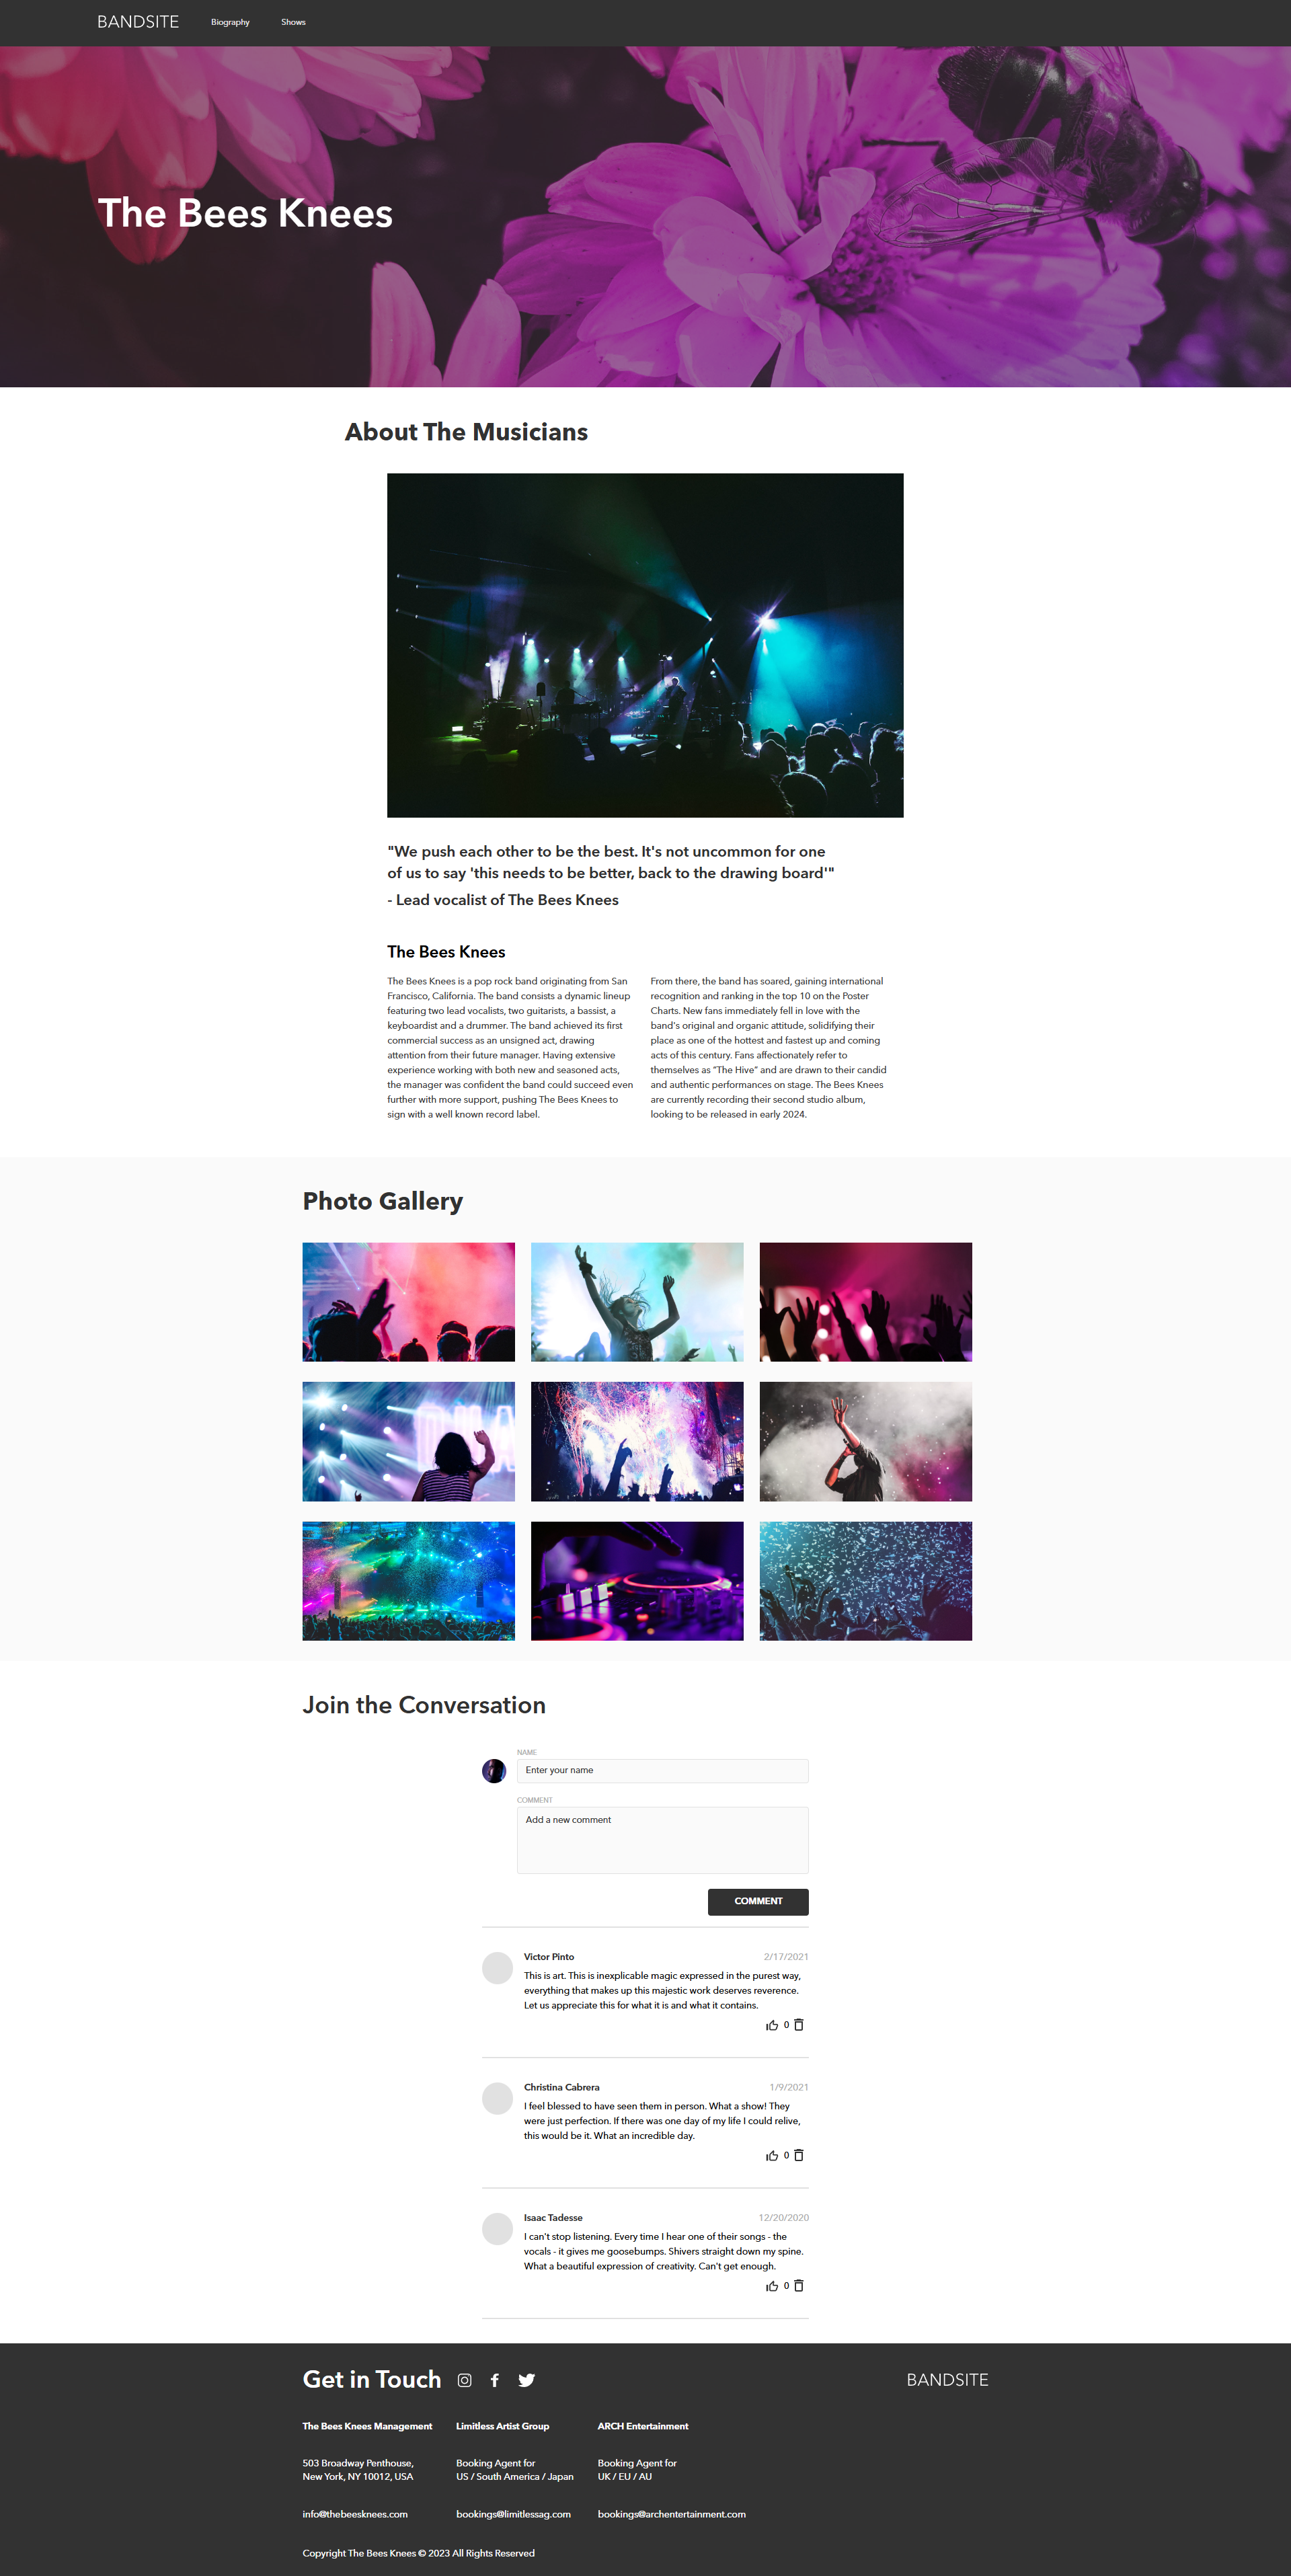 BANDSITE
Biography
Shows
The Bees Knees
About The Musicians
"We push each other to be the best. It's not uncommon for one
of us to say 'this needs to be better, back to the drawing board'"
- Lead vocalist of The Bees Knees
The Bees Knees
The Bees Knees is a pop rock band originating from San
Francisco, California. The band consists a dynamic lineup
featuring two lead vocalists, two guitarists, a bassist, a
keyboardist and a drummer. The band achieved its first
commercial success as an unsigned act, drawing
attention from their future manager. Having extensive
experience working with both new and seasoned acts,
the manager was confident the band could succeed even
further with more support, pushing The Bees Knees to
sign with a well known record label.
From there, the band has soared, gaining international
recognition and ranking in the top 10 on the Poster
Charts. New fans immediately fell in love with the
band's original and organic attitude, solidifying their
place as one of the hottest and fastest up and coming
acts of this century. Fans affectionately refer to
themselves as "The Hive" and are drawn to their candid
and authentic performances on stage. The Bees Knees
are currently recording their second studio album,
looking to be released in early 2024.
Photo Gallery
Join the Conversation
NAME
Enter your name
COMMENT
Add a new comment
COMMENT
Victor Pinto
2/17/2021
This is art. This is inexplicable magic expressed in the purest way,
everything that makes up this majestic work deserves reverence.
Let us appreciate this for what it is and what it contains.
0
Christina Cabrera
1/9/2021
I feel blessed to have seen them in person. What a show! They
were just perfection. If there was one day of my life I could relive,
this would be it. What an incredible day.
0
Isaac Tadesse
12/20/2020
I can't stop listening. Every time I hear one of their songs - the
vocals - it gives me goosebumps. Shivers straight down my spine.
What a beautiful expression of creativity. Can't get enough.
0
Get in Touch
BANDSITE
The Bees Knees Management
503 Broadway Penthouse,
New York, NY 10012, USA
info@thebeesknees.com
Limitless Artist Group
Booking Agent for
US / South America / Japan
bookings@limitlessag.com
ARCH Entertainment
Booking Agent for
UK / EU / AU
bookings@archentertainment.com
Copyright The Bees Knees © 2023 All Rights Reserved